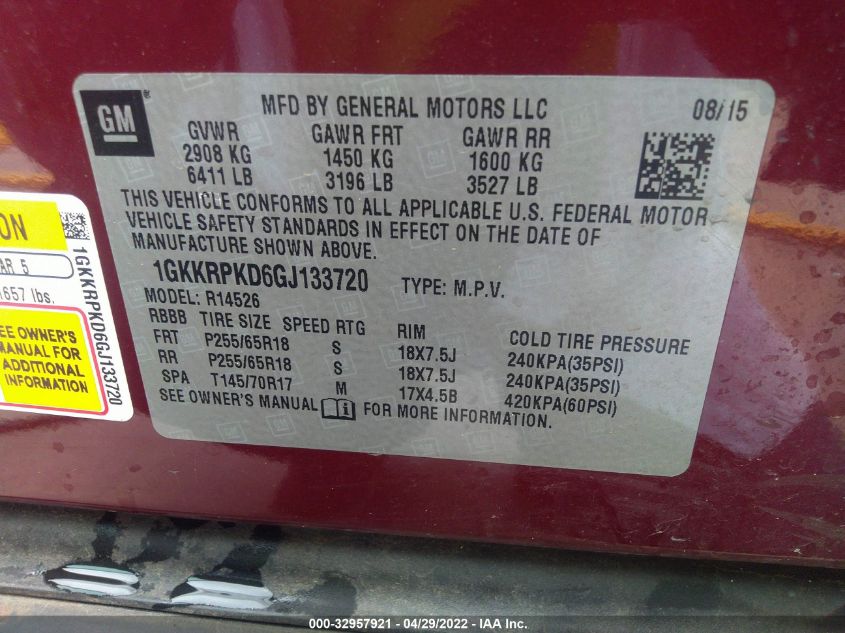 GM
®
MFD BY GENERAL MOTORS LLC
08/15
GVWR GAWR FRT GAWR RR
2908 KG 1450 KG 1600 KG
6411 LB 3196 LB 3527 LB
THIS VEHICLE CONFORMS TO ALL APPLICABLE U.S. FEDERAL MOTOR
VEHICLE SAFETY STANDARDS IN EFFECT ON THE DATE OF
MANUFACTURE SHOWN ABOVE.
1GKKRPKD6GJ133720 TYPE: M.P.V.
MODEL: R14526
RBBB TIRE SIZE SPEED RTG RIM COLD TIRE PRESSURE
FRT P255/65R18 S 18X7.5J 240KPA(35PSI)
RR P255/65R18 S 18X7.5J 240KPA(35PSI)
SPA T145/70R17 M 17X4.5B 420KPA(60PSI)
SEE OWNER'S MANUAL FOR MORE INFORMATION.
ON
AR 5
657 lbs.
SEE OWNER'S
MANUAL FOR
ADDITIONAL
INFORMATION
1GKKRPKD6GJ133720
000 - 32957921 - 04/29/2022 - IAA Inc.